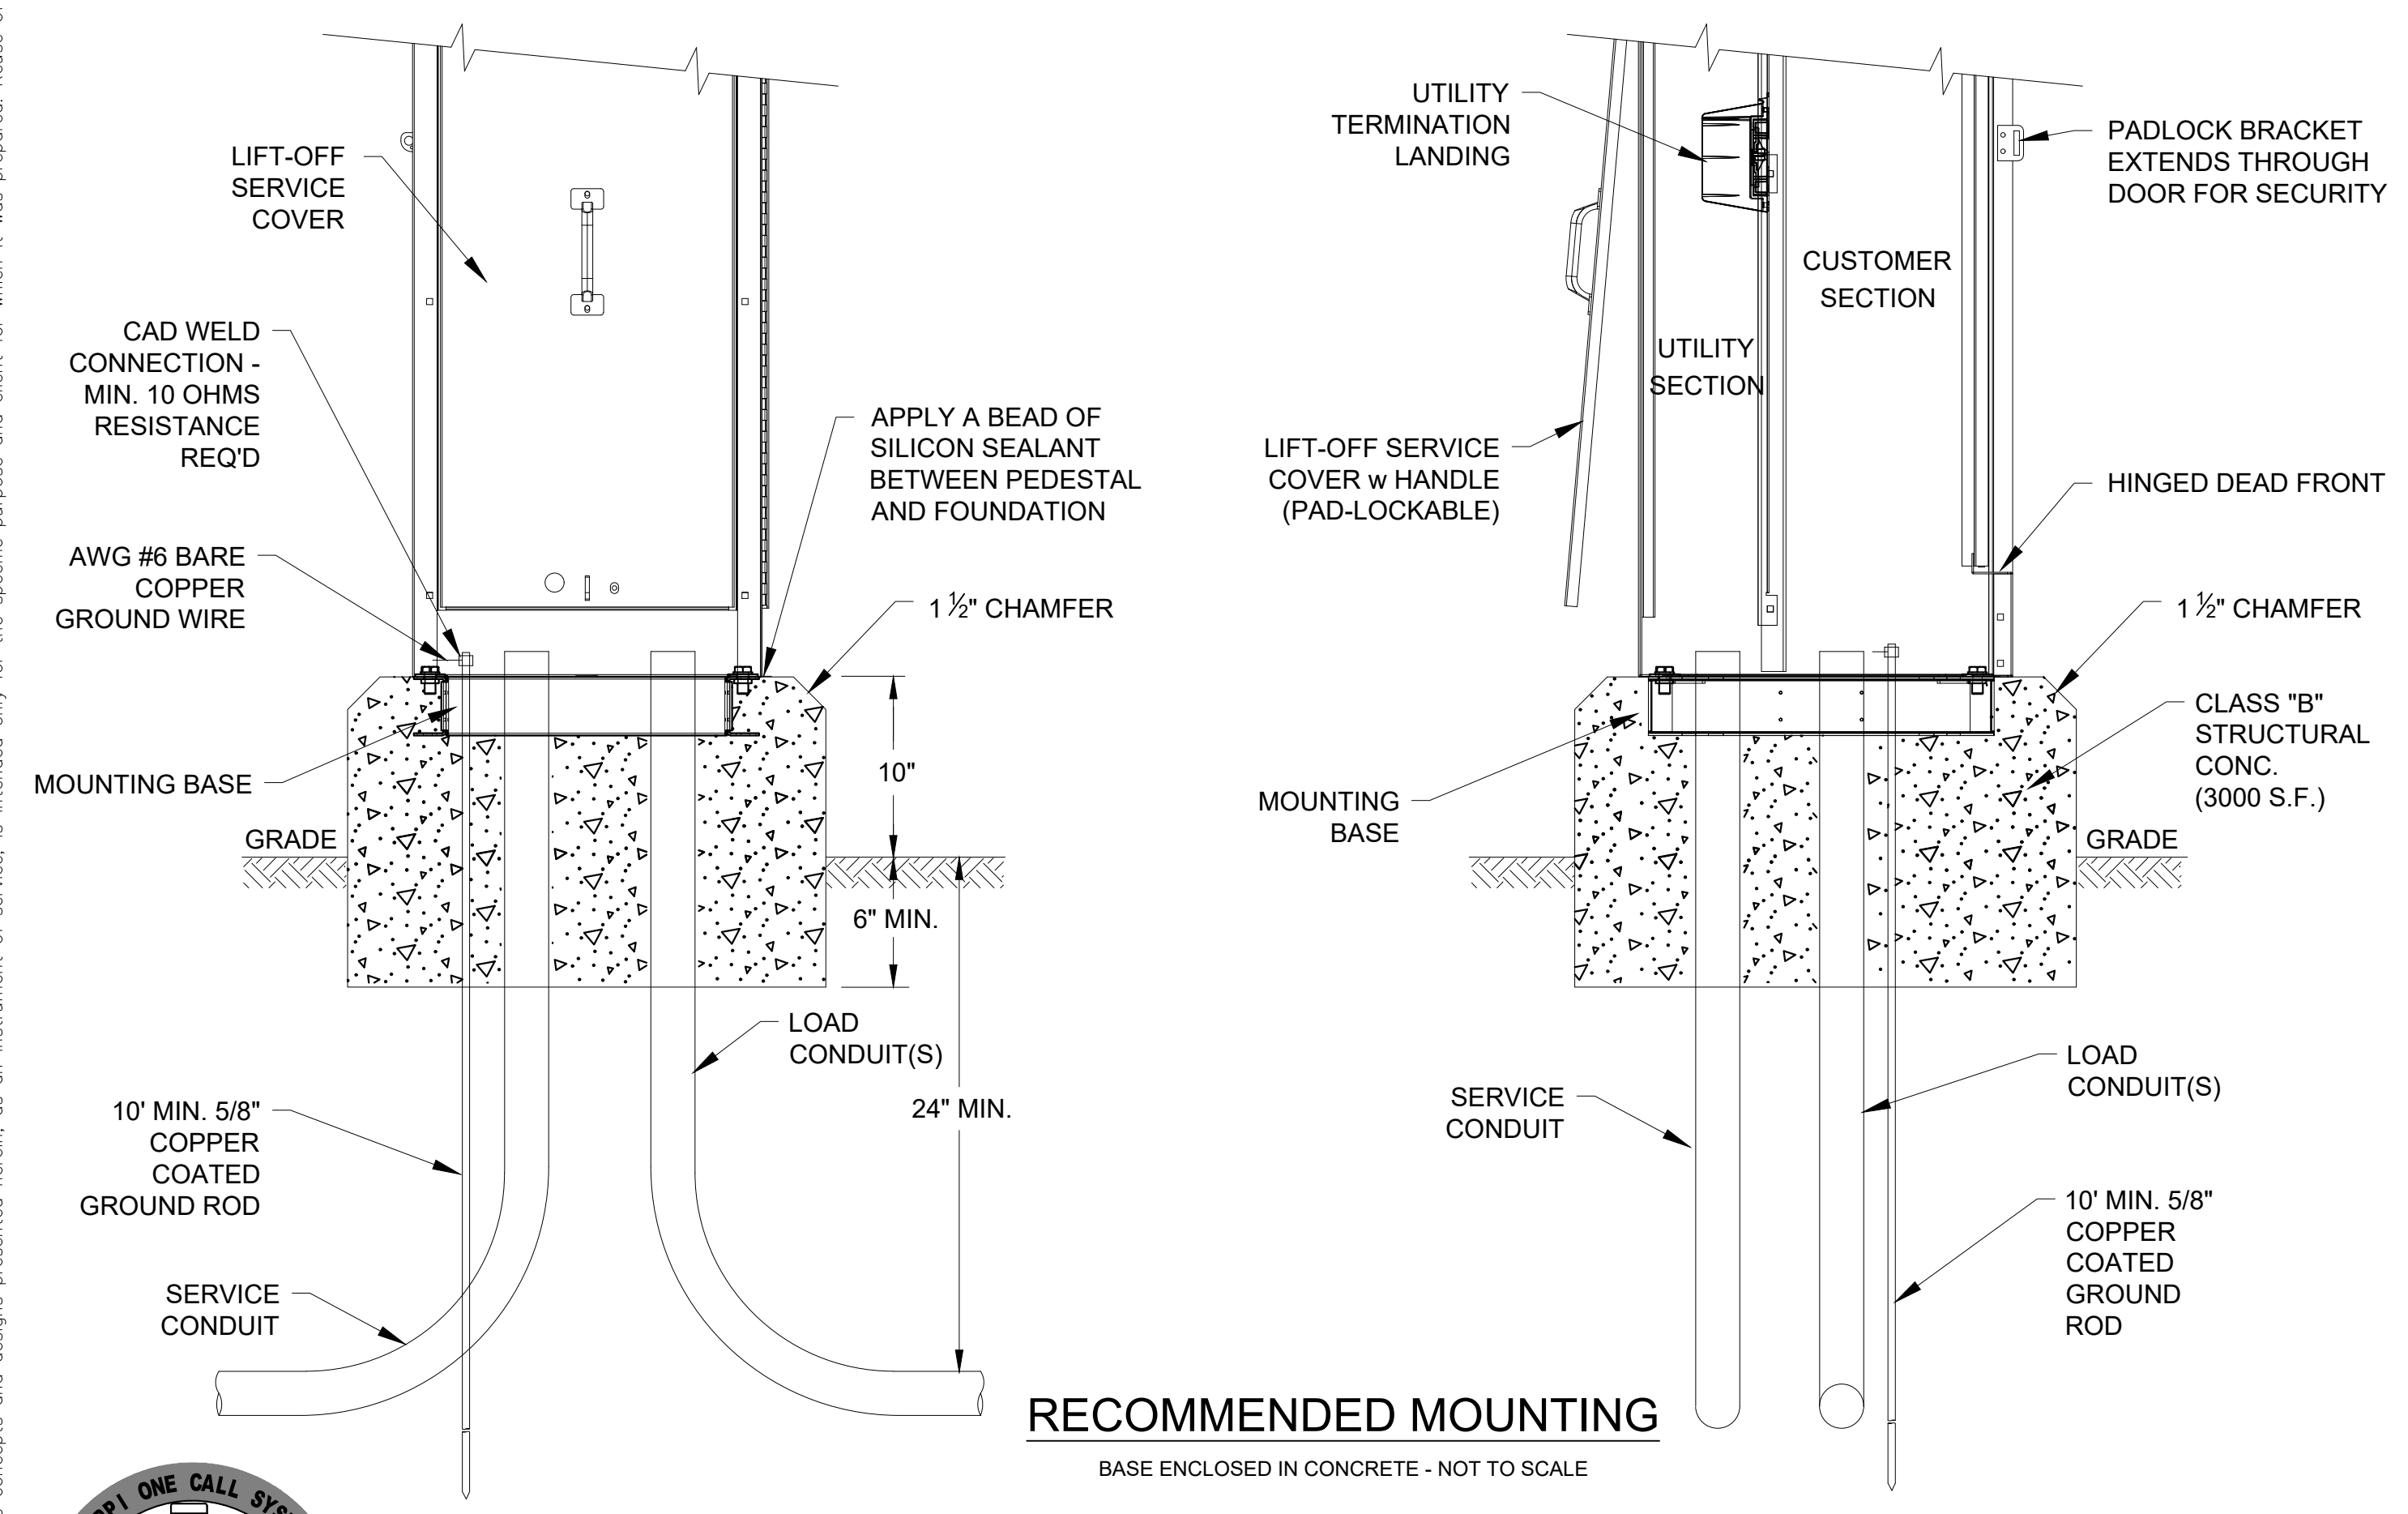 LIFT-OFF
SERVICE
COVER
CAD WELD
CONNECTION -
MIN. 10 OHMS
RESISTANCE
REQ'D
AWG #6 BARE
COPPER
GROUND WIRE
MOUNTING BASE
GRADE
10' MIN. 5/8"
COPPER
COATED
GROUND ROD
SERVICE
CONDUIT
APPLY A BEAD OF
SILICON SEALANT
BETWEEN PEDESTAL
AND FOUNDATION
1 ½" CHAMFER
10"
6" MIN.
LOAD
CONDUIT(S)
24" MIN.
UTILITY
TERMINATION
LANDING
PADLOCK BRACKET
EXTENDS THROUGH
DOOR FOR SECURITY
CUSTOMER
SECTION
UTILITY
SECTION
LIFT-OFF SERVICE
COVER w HANDLE
(PAD-LOCKABLE)
HINGED DEAD FRONT
1 ½" CHAMFER
CLASS "B"
STRUCTURAL
CONC.
(3000 S.F.)
MOUNTING
BASE
GRADE
SERVICE
CONDUIT
LOAD
CONDUIT(S)
10' MIN. 5/8"
COPPER
COATED
GROUND
ROD
RECOMMENDED MOUNTING
BASE ENCLOSED IN CONCRETE - NOT TO SCALE
ONE CALL